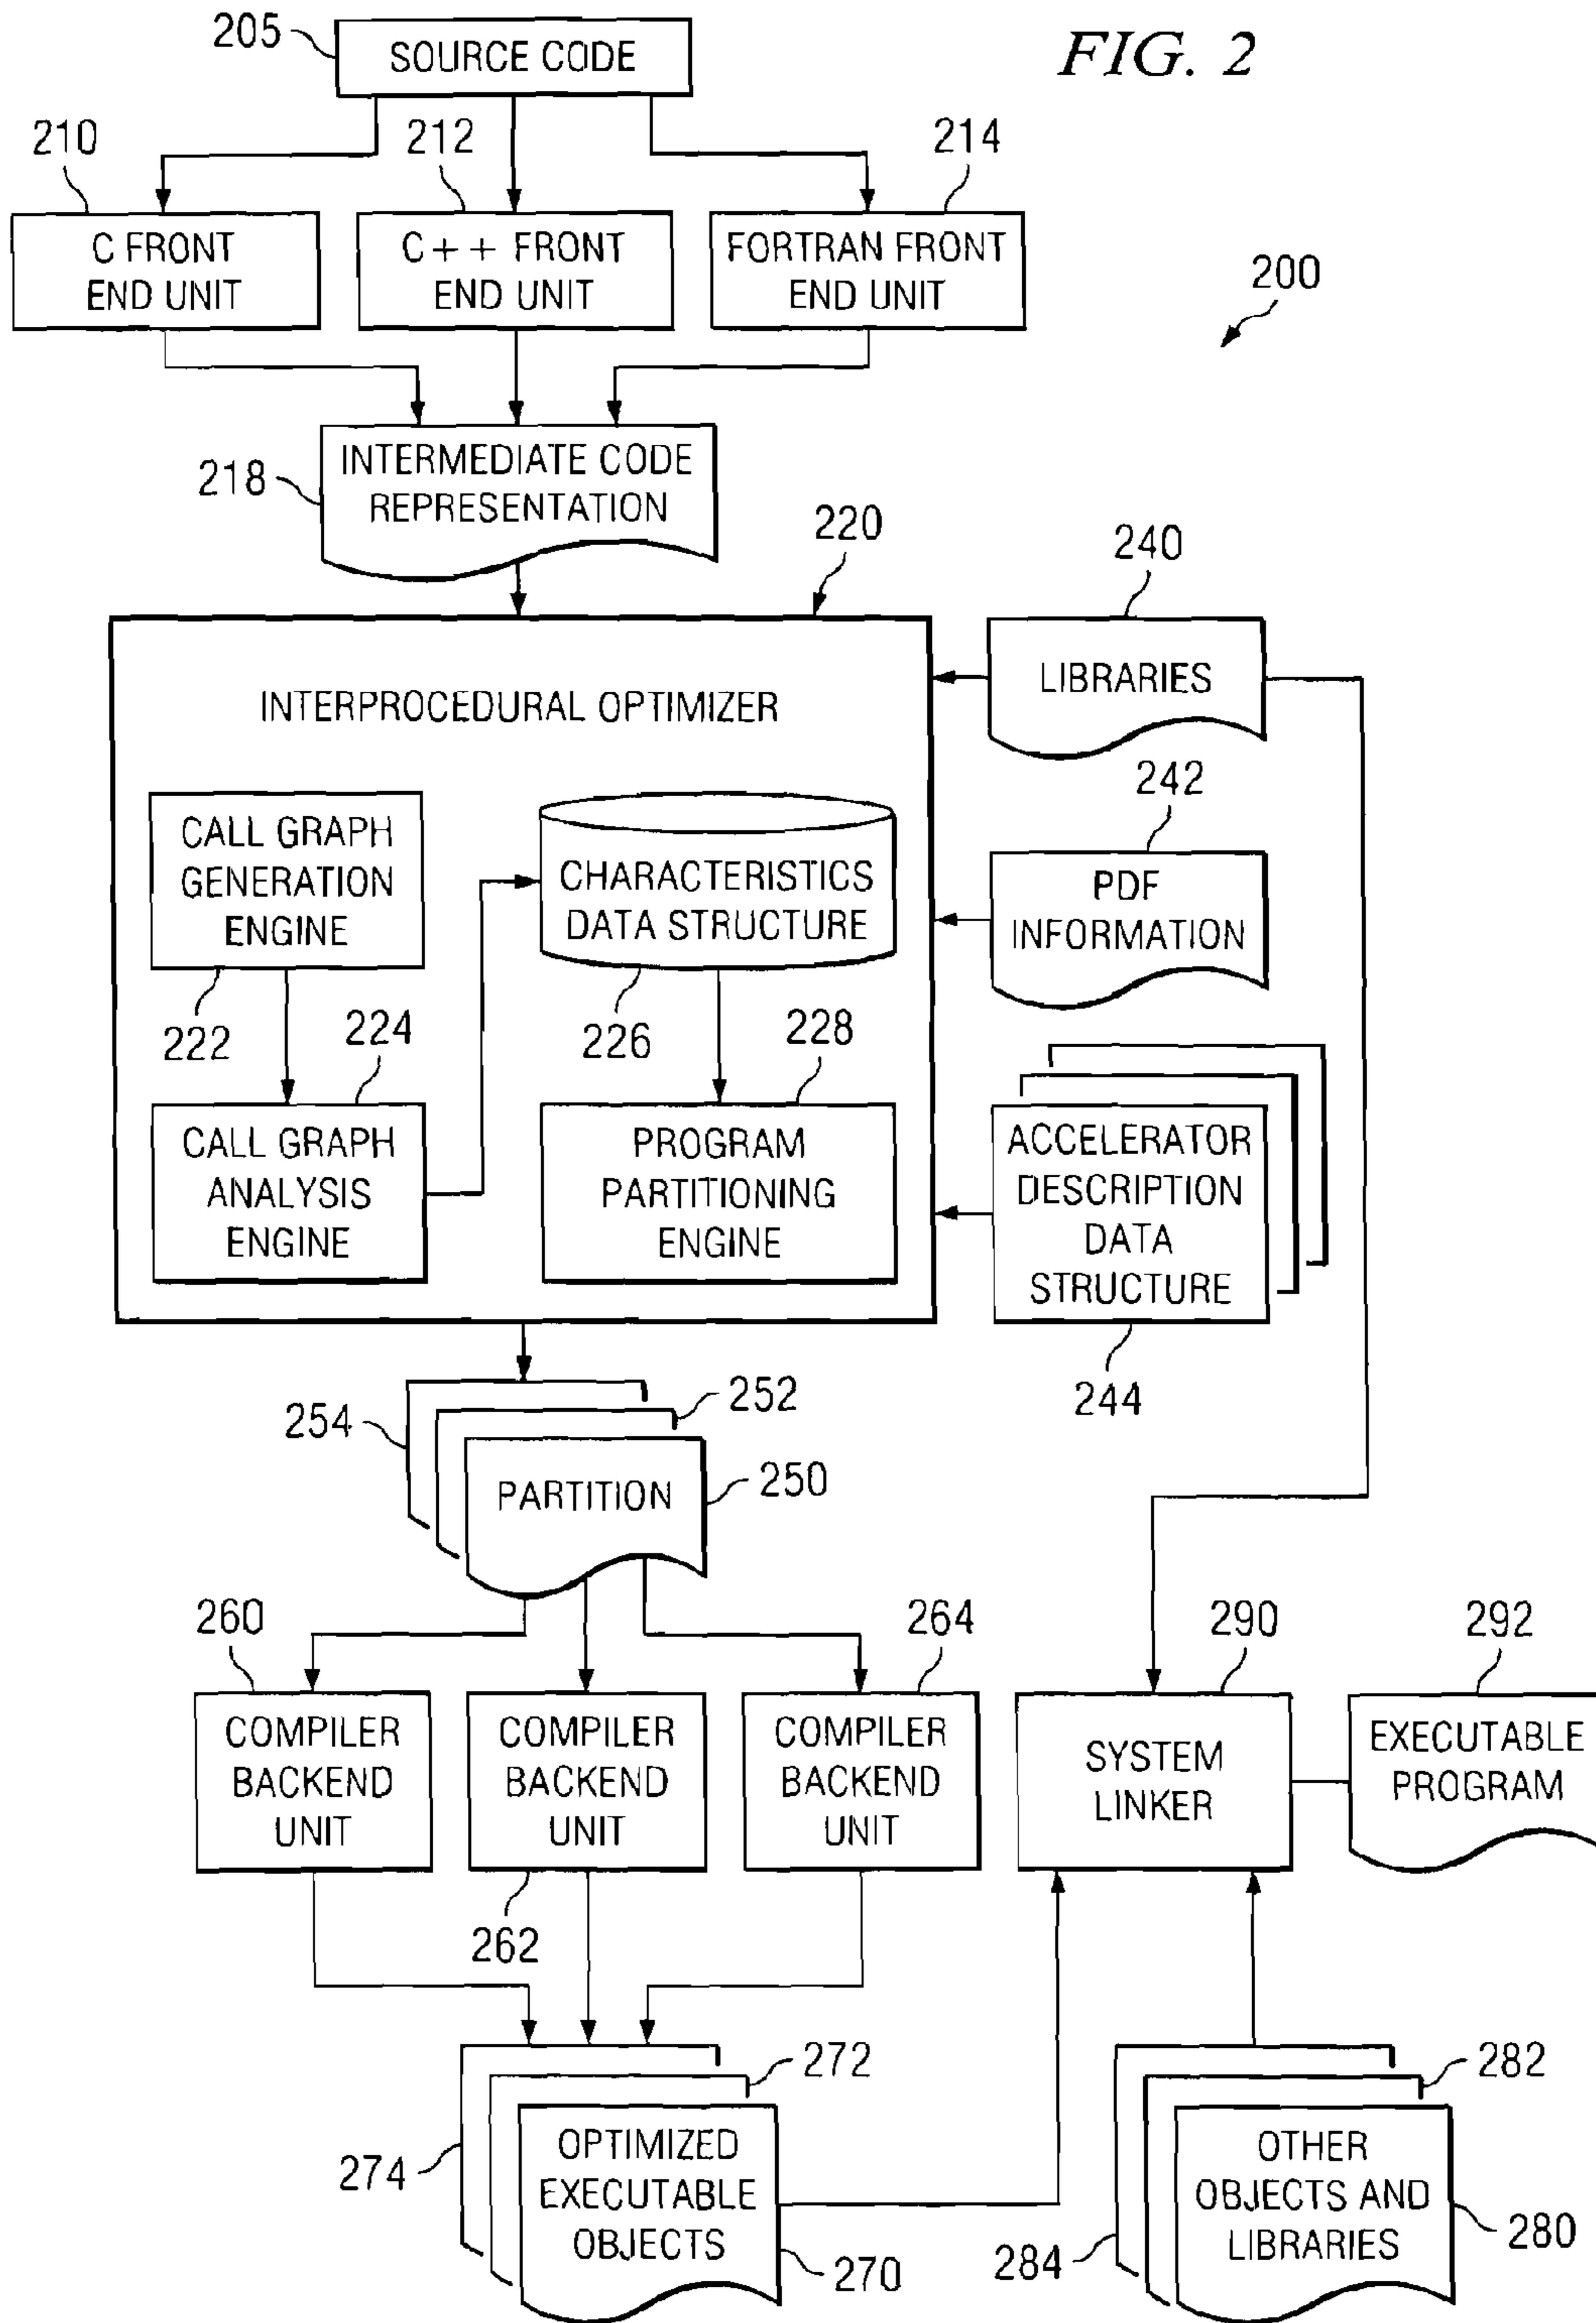 FIG. 2
205
SOURCE CODE
210
212
214
C FRONT
END UNIT
C++ FRONT
END UNIT
FORTRAN FRONT
END UNIT
200
218
INTERMEDIATE CODE
REPRESENTATION
220
240
INTERPROCEDURAL OPTIMIZER
LIBRARIES
242
CALL GRAPH
GENERATION
ENGINE
CHARACTERISTICS
DATA STRUCTURE
PDF
INFORMATION
222
224
226
228
CALL GRAPH
ANALYSIS
ENGINE
PROGRAM
PARTITIONING
ENGINE
ACCELERATOR
DESCRIPTION
DATA
STRUCTURE
244
254
252
PARTITION
250
260
264
290
292
COMPILER
BACKEND
UNIT
COMPILER
BACKEND
UNIT
COMPILER
BACKEND
UNIT
SYSTEM
LINKER
EXECUTABLE
PROGRAM
262
272
282
274
OPTIMIZED
EXECUTABLE
OBJECTS
270
284
OTHER
OBJECTS AND
LIBRARIES
280